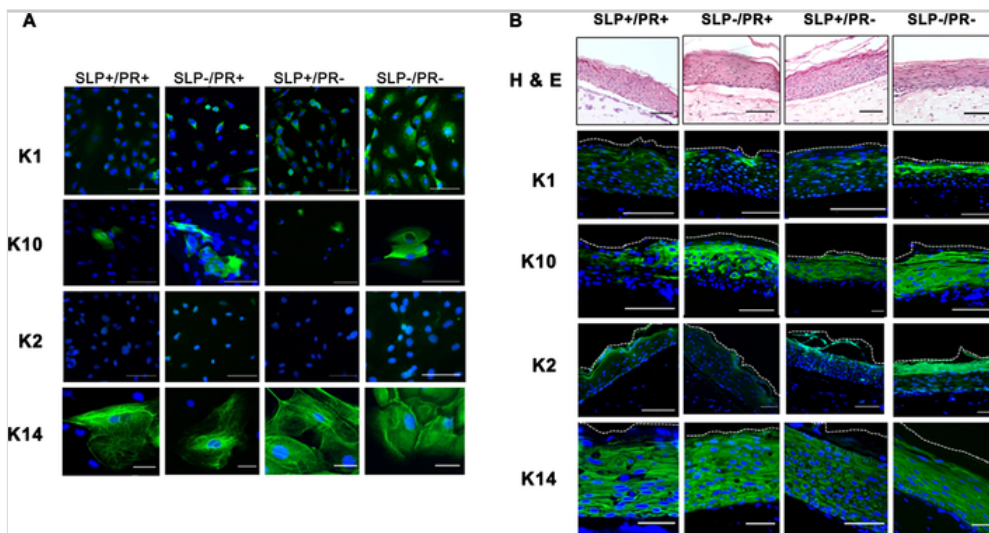 A
SLP+/PR+ SLP-/PR+ SLP+/PR- SLP-/PR-
K1
K10
K2
K14
B
SLP+/PR+ SLP-/PR+ SLP+/PR- SLP-/PR-
H & E
K1
K10
K2
K14